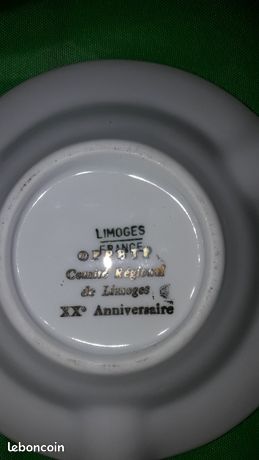 LIMOGES
FRANCE
Comité Régional
de Limoges
XXe Anniversaire
leboncoin